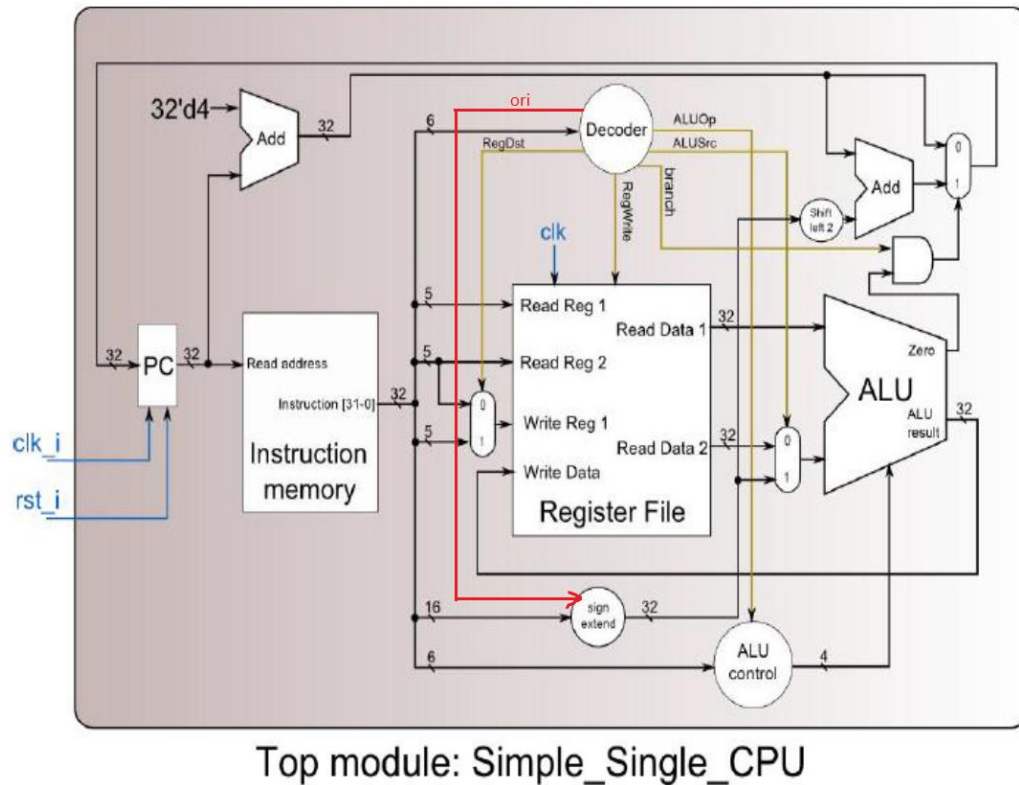 ori
32'd4
Add
32
6
Decoder
ALUOp
RegDst
ALUSrc
RegWrite
branch
0
1
Add
Shift
left 2
clk
5
Read Reg 1
Read Data 1
32
Zero
5
Read Reg 2
32
PC
32
Read address
Instruction [31-0]
32
Instruction
memory
0
1
5
Write Reg 1
Read Data 2
32
0
1
ALU
ALU
result
32
Write Data
Register File
clk_i
rst_i
16
sign
extend
32
6
ALU
control
4
Top module: Simple_Single_CPU